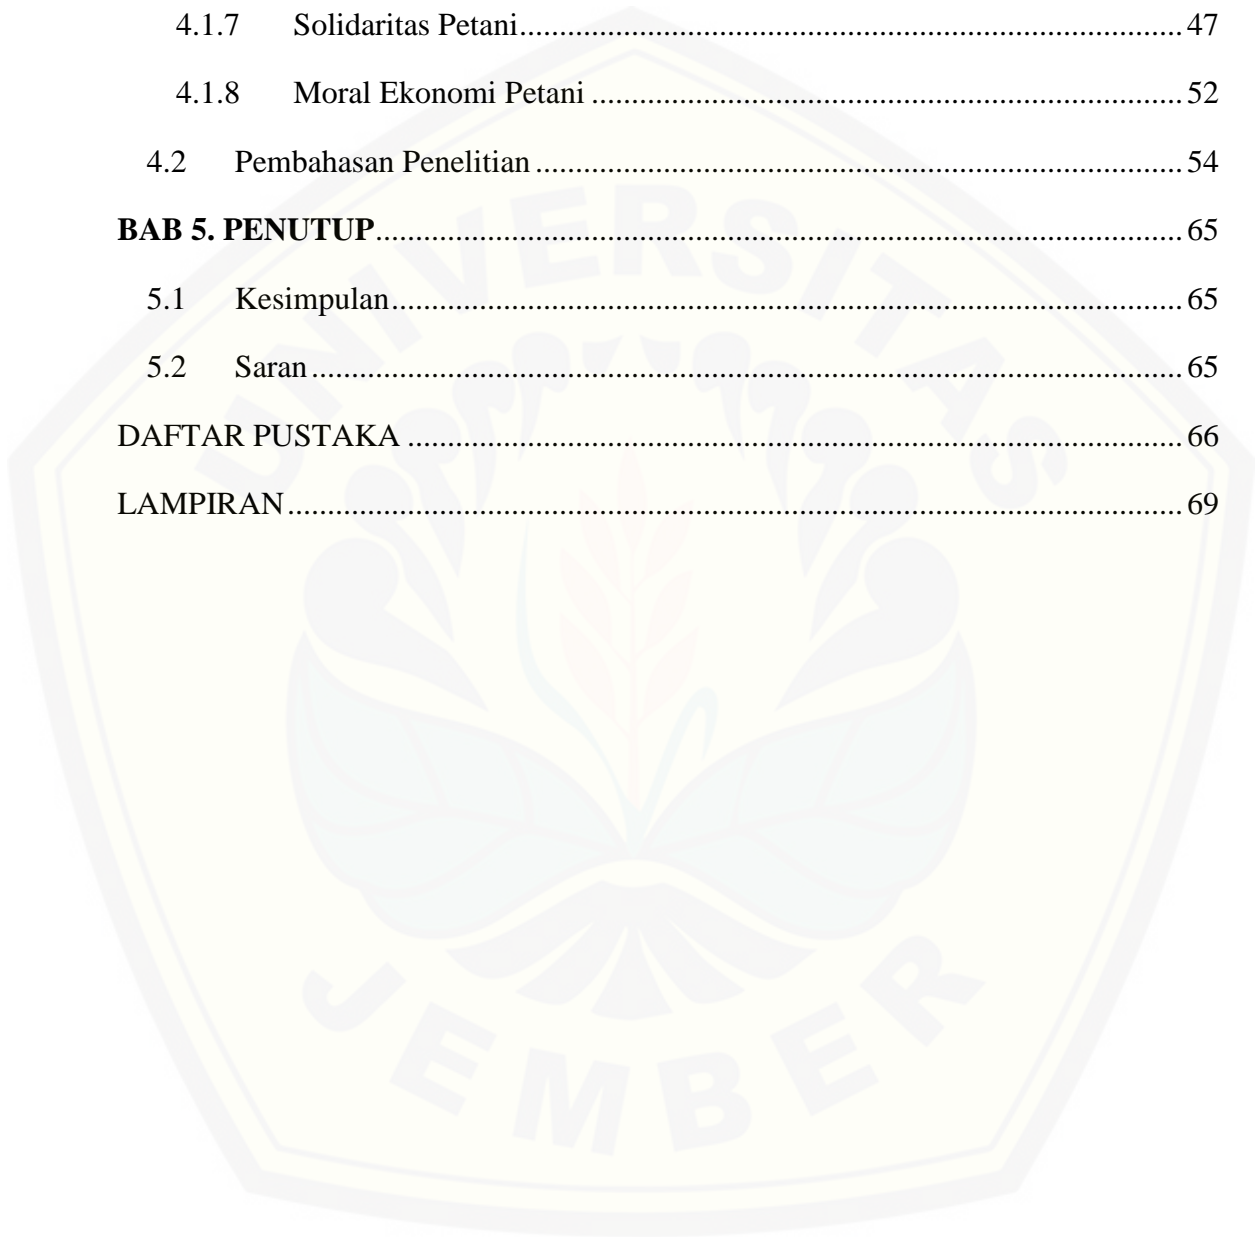 4.1.7 Solidaritas Petani........................................................................................ 47
4.1.8 Moral Ekonomi Petani ............................................................................... 52
4.2 Pembahasan Penelitian ...................................................................................... 54
BAB 5. PENUTUP........................................................................................................... 65
5.1 Kesimpulan......................................................................................................... 65
5.2 Saran ................................................................................................................... 65
DAFTAR PUSTAKA ....................................................................................................... 66
LAMPIRAN...................................................................................................................... 69
UNIVERSITAS
JEMBER